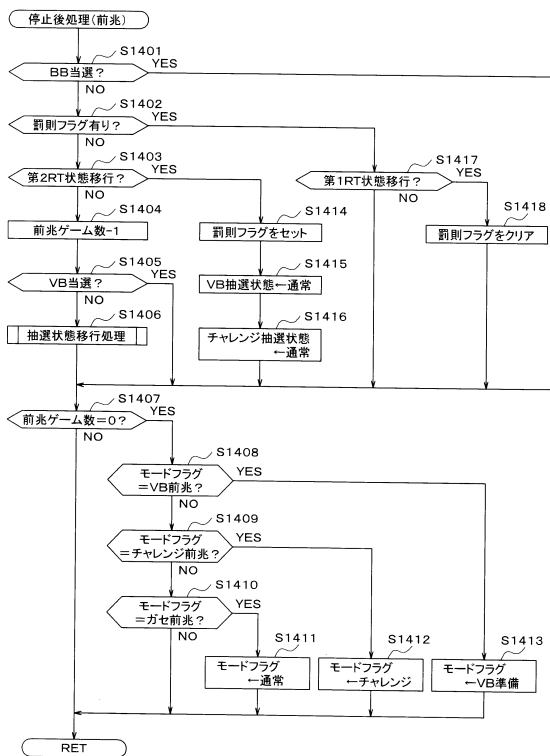 停止後処理(前兆)
S1401
BB当選?
YES
NO
S1402
罰則フラグ有り?
YES
NO
S1403
第2RT状態移行?
YES
NO
S1417
第1RT状態移行?
YES
NO
S1404
前兆ゲーム数-1
S1414
罰則フラグをセット
S1418
罰則フラグをクリア
S1405
VB当選?
YES
NO
S1415
VB抽選状態←通常
S1406
抽選状態移行処理
S1416
チャレンジ抽選状態
←通常
S1407
前兆ゲーム数=0?
YES
NO
S1408
モードフラグ
=VB前兆?
YES
NO
S1409
モードフラグ
=チャレンジ前兆?
YES
NO
S1410
モードフラグ
=ガセ前兆?
YES
NO
S1411
モードフラグ
←通常
S1412
モードフラグ
←チャレンジ
S1413
モードフラグ
←VB準備
RET